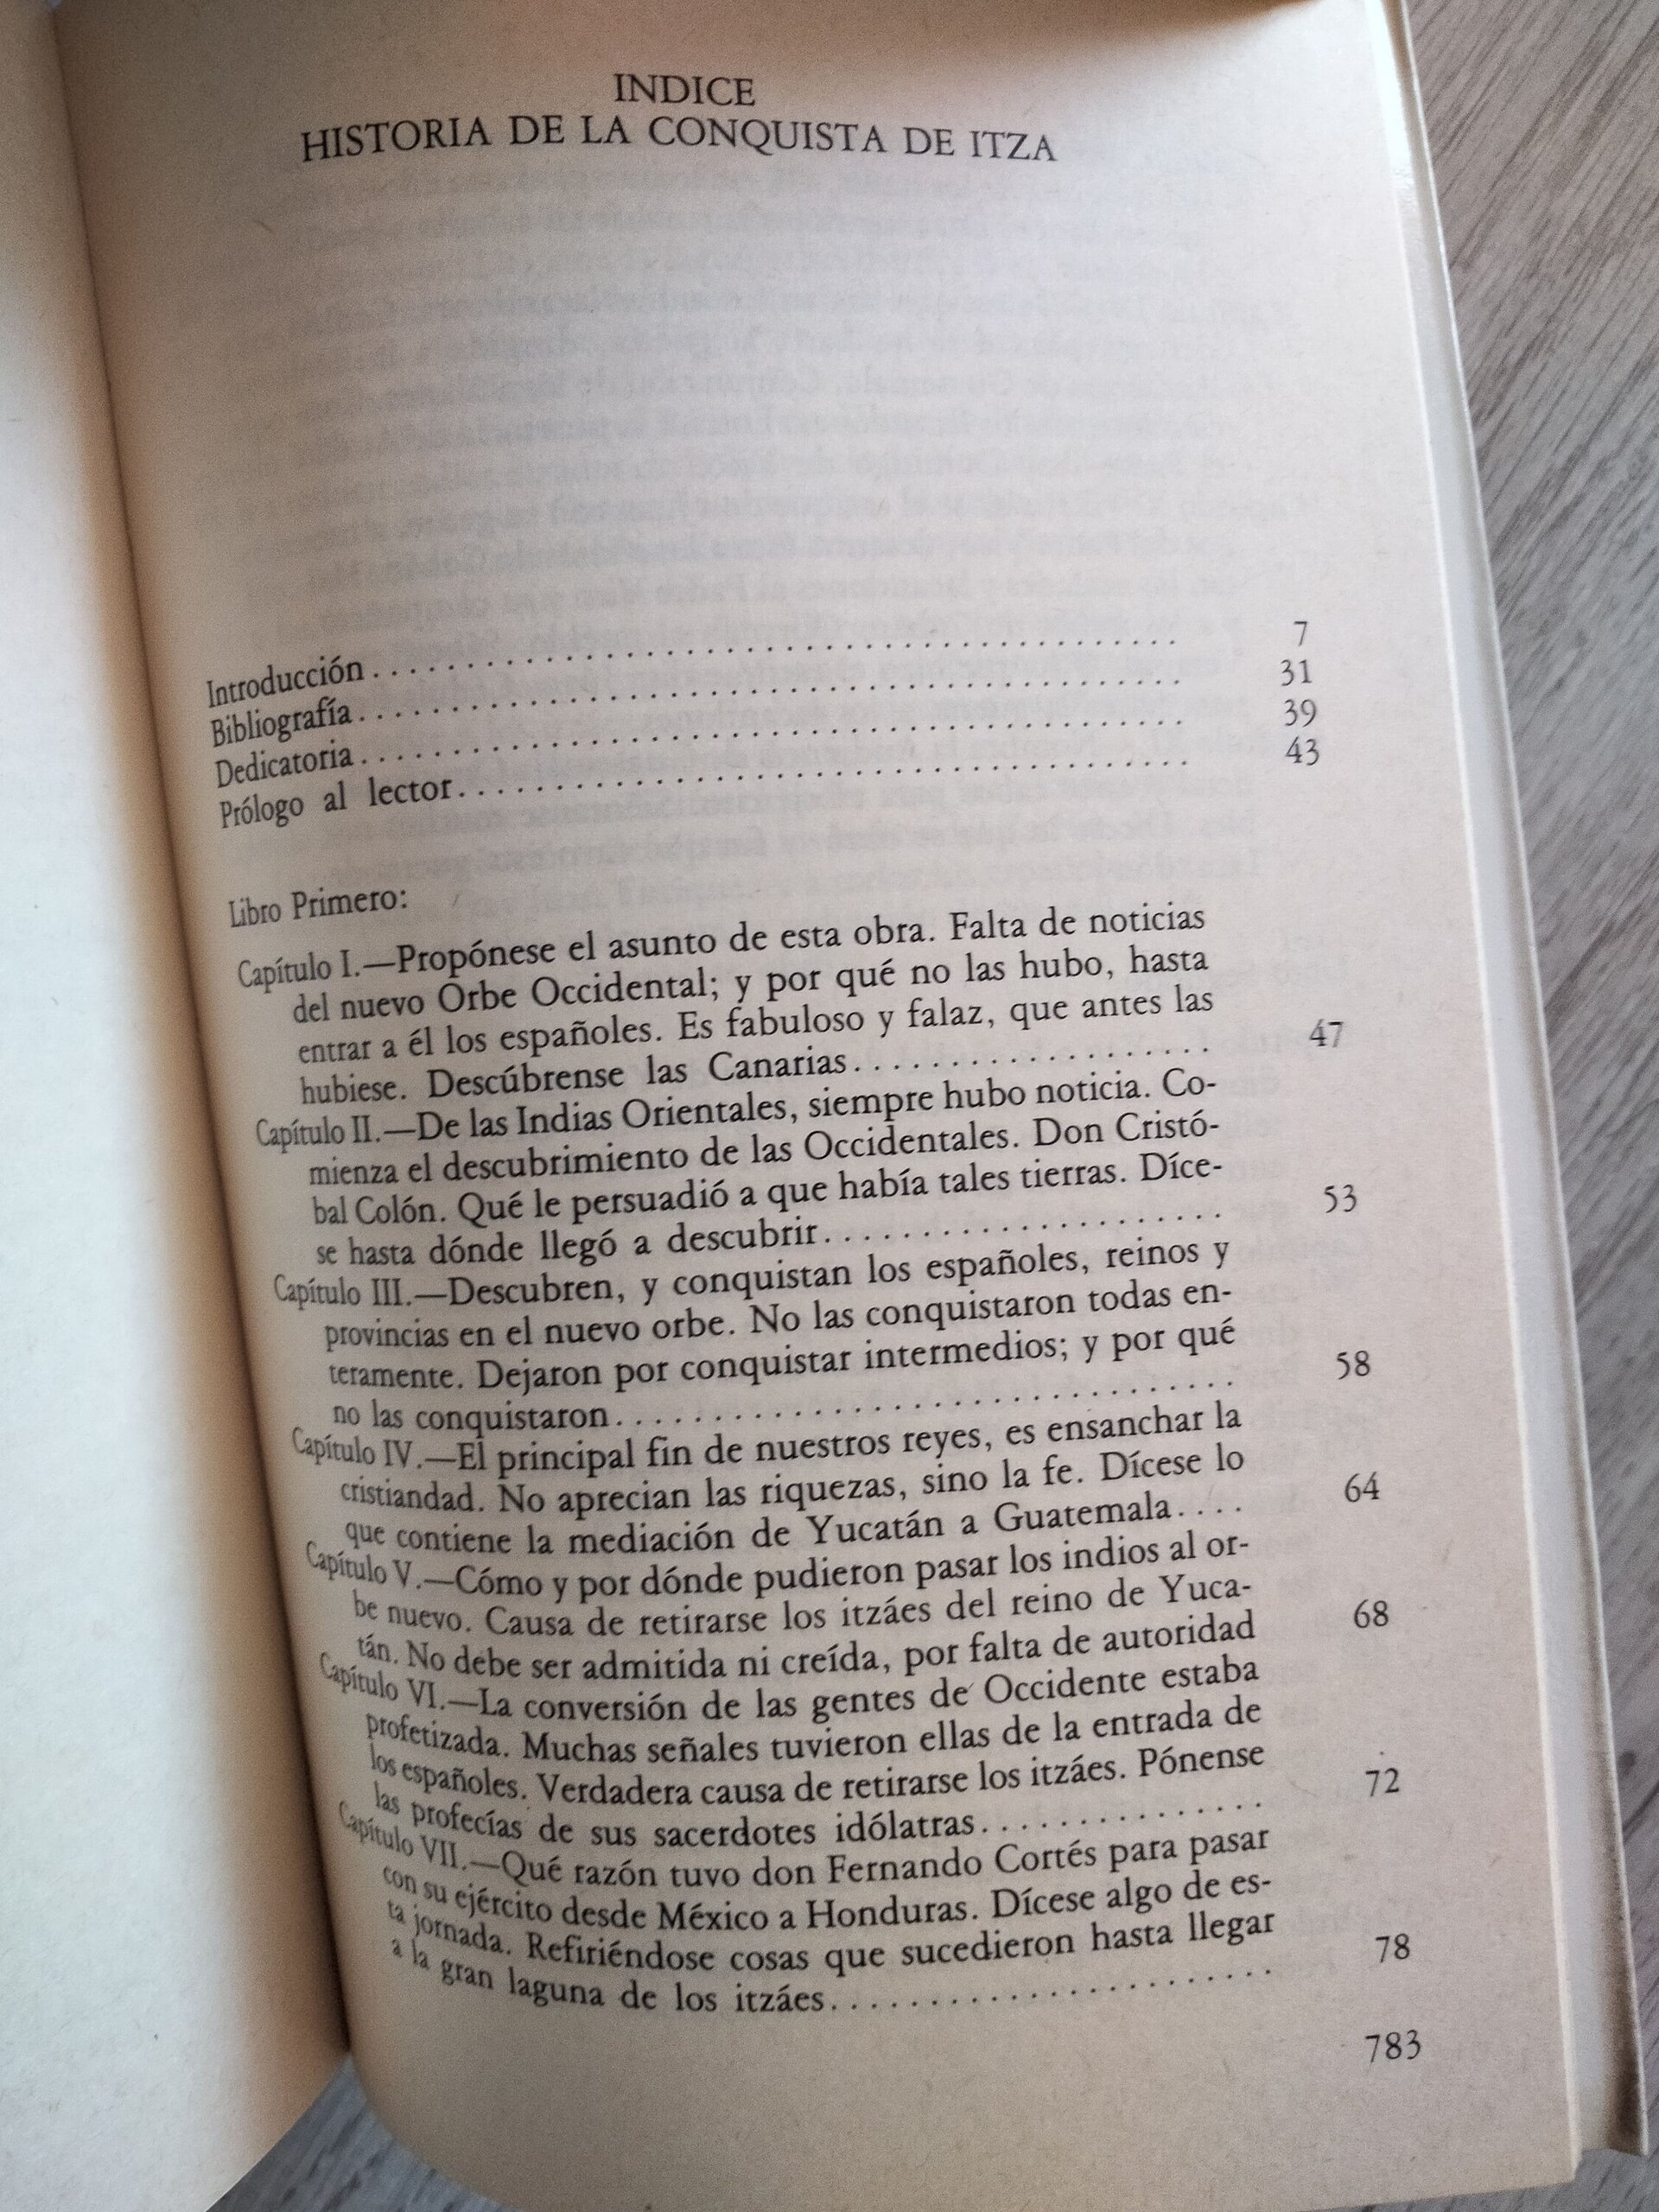 INDICE
HISTORIA DE LA CONQUISTA DE ITZA
Introducción........................................ 7
Bibliografía........................................ 31
Dedicatoria........................................ 39
Prólogo al lector.................................... 43
Libro Primero:
Capítulo I.—Propónese el asunto de esta obra. Falta de noticias
del nuevo Orbe Occidental; y por qué no las hubo, hasta
entrar a él los españoles. Es fabuloso y falaz, que antes las
hubiese. Descúbrense las Canarias.................. 47
Capítulo II.—De las Indias Orientales, siempre hubo noticia. Co-
mienza el descubrimiento de las Occidentales. Don Cristó-
bal Colón. Qué le persuadió a que había tales tierras. Díce-
se hasta dónde llegó a descubrir.................... 53
Capítulo III.—Descubren, y conquistan los españoles, reinos y
provincias en el nuevo orbe. No las conquistaron todas en-
teramente. Dejaron por conquistar intermedios; y por qué
no las conquistaron............................... 58
Capítulo IV.—El principal fin de nuestros reyes, es ensanchar la
cristiandad. No aprecian las riquezas, sino la fe. Dícese lo
que contiene la mediación de Yucatán a Guatemala.... 64
Capítulo V.—Cómo y por dónde pudieron pasar los indios al or-
be nuevo. Causa de retirarse los itzáes del reino de Yuca-
tán. No debe ser admitida ni creída, por falta de autoridad 68
Capítulo VI.—La conversión de las gentes de Occidente estaba
profetizada. Muchas señales tuvieron ellas de la entrada de
los españoles. Verdadera causa de retirarse los itzáes. Pónense
las profecías de sus sacerdotes idólatras.............. 72
Capítulo VII.—Qué razón tuvo don Fernando Cortés para pasar
con su ejército desde México a Honduras. Dícese algo de es-
ta jornada. Refiriéndose cosas que sucedieron hasta llegar
a la gran laguna de los itzáes....................... 78
783